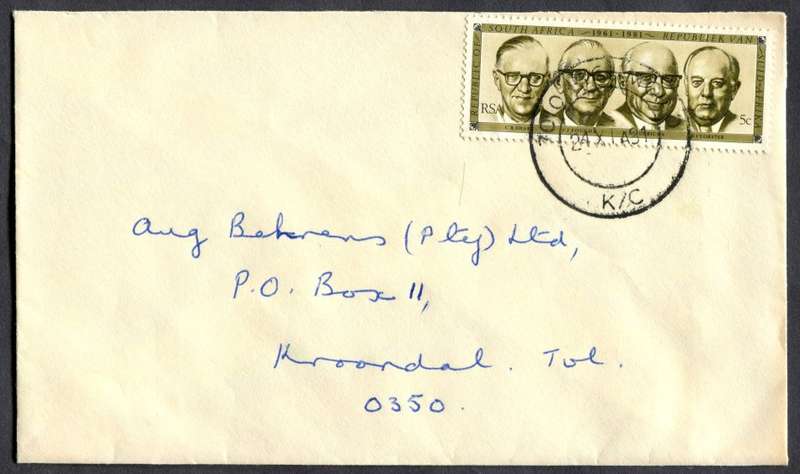 REPUBLIC OF SOUTH AFRICA 1961-1981 REPUBLIEK VAN SUID-AFRIKA
RSA
5c
K/C
Aug Behrens (Pty) Ltd,
P.O. Box 11,
Kroondal. Tvl.
0350.